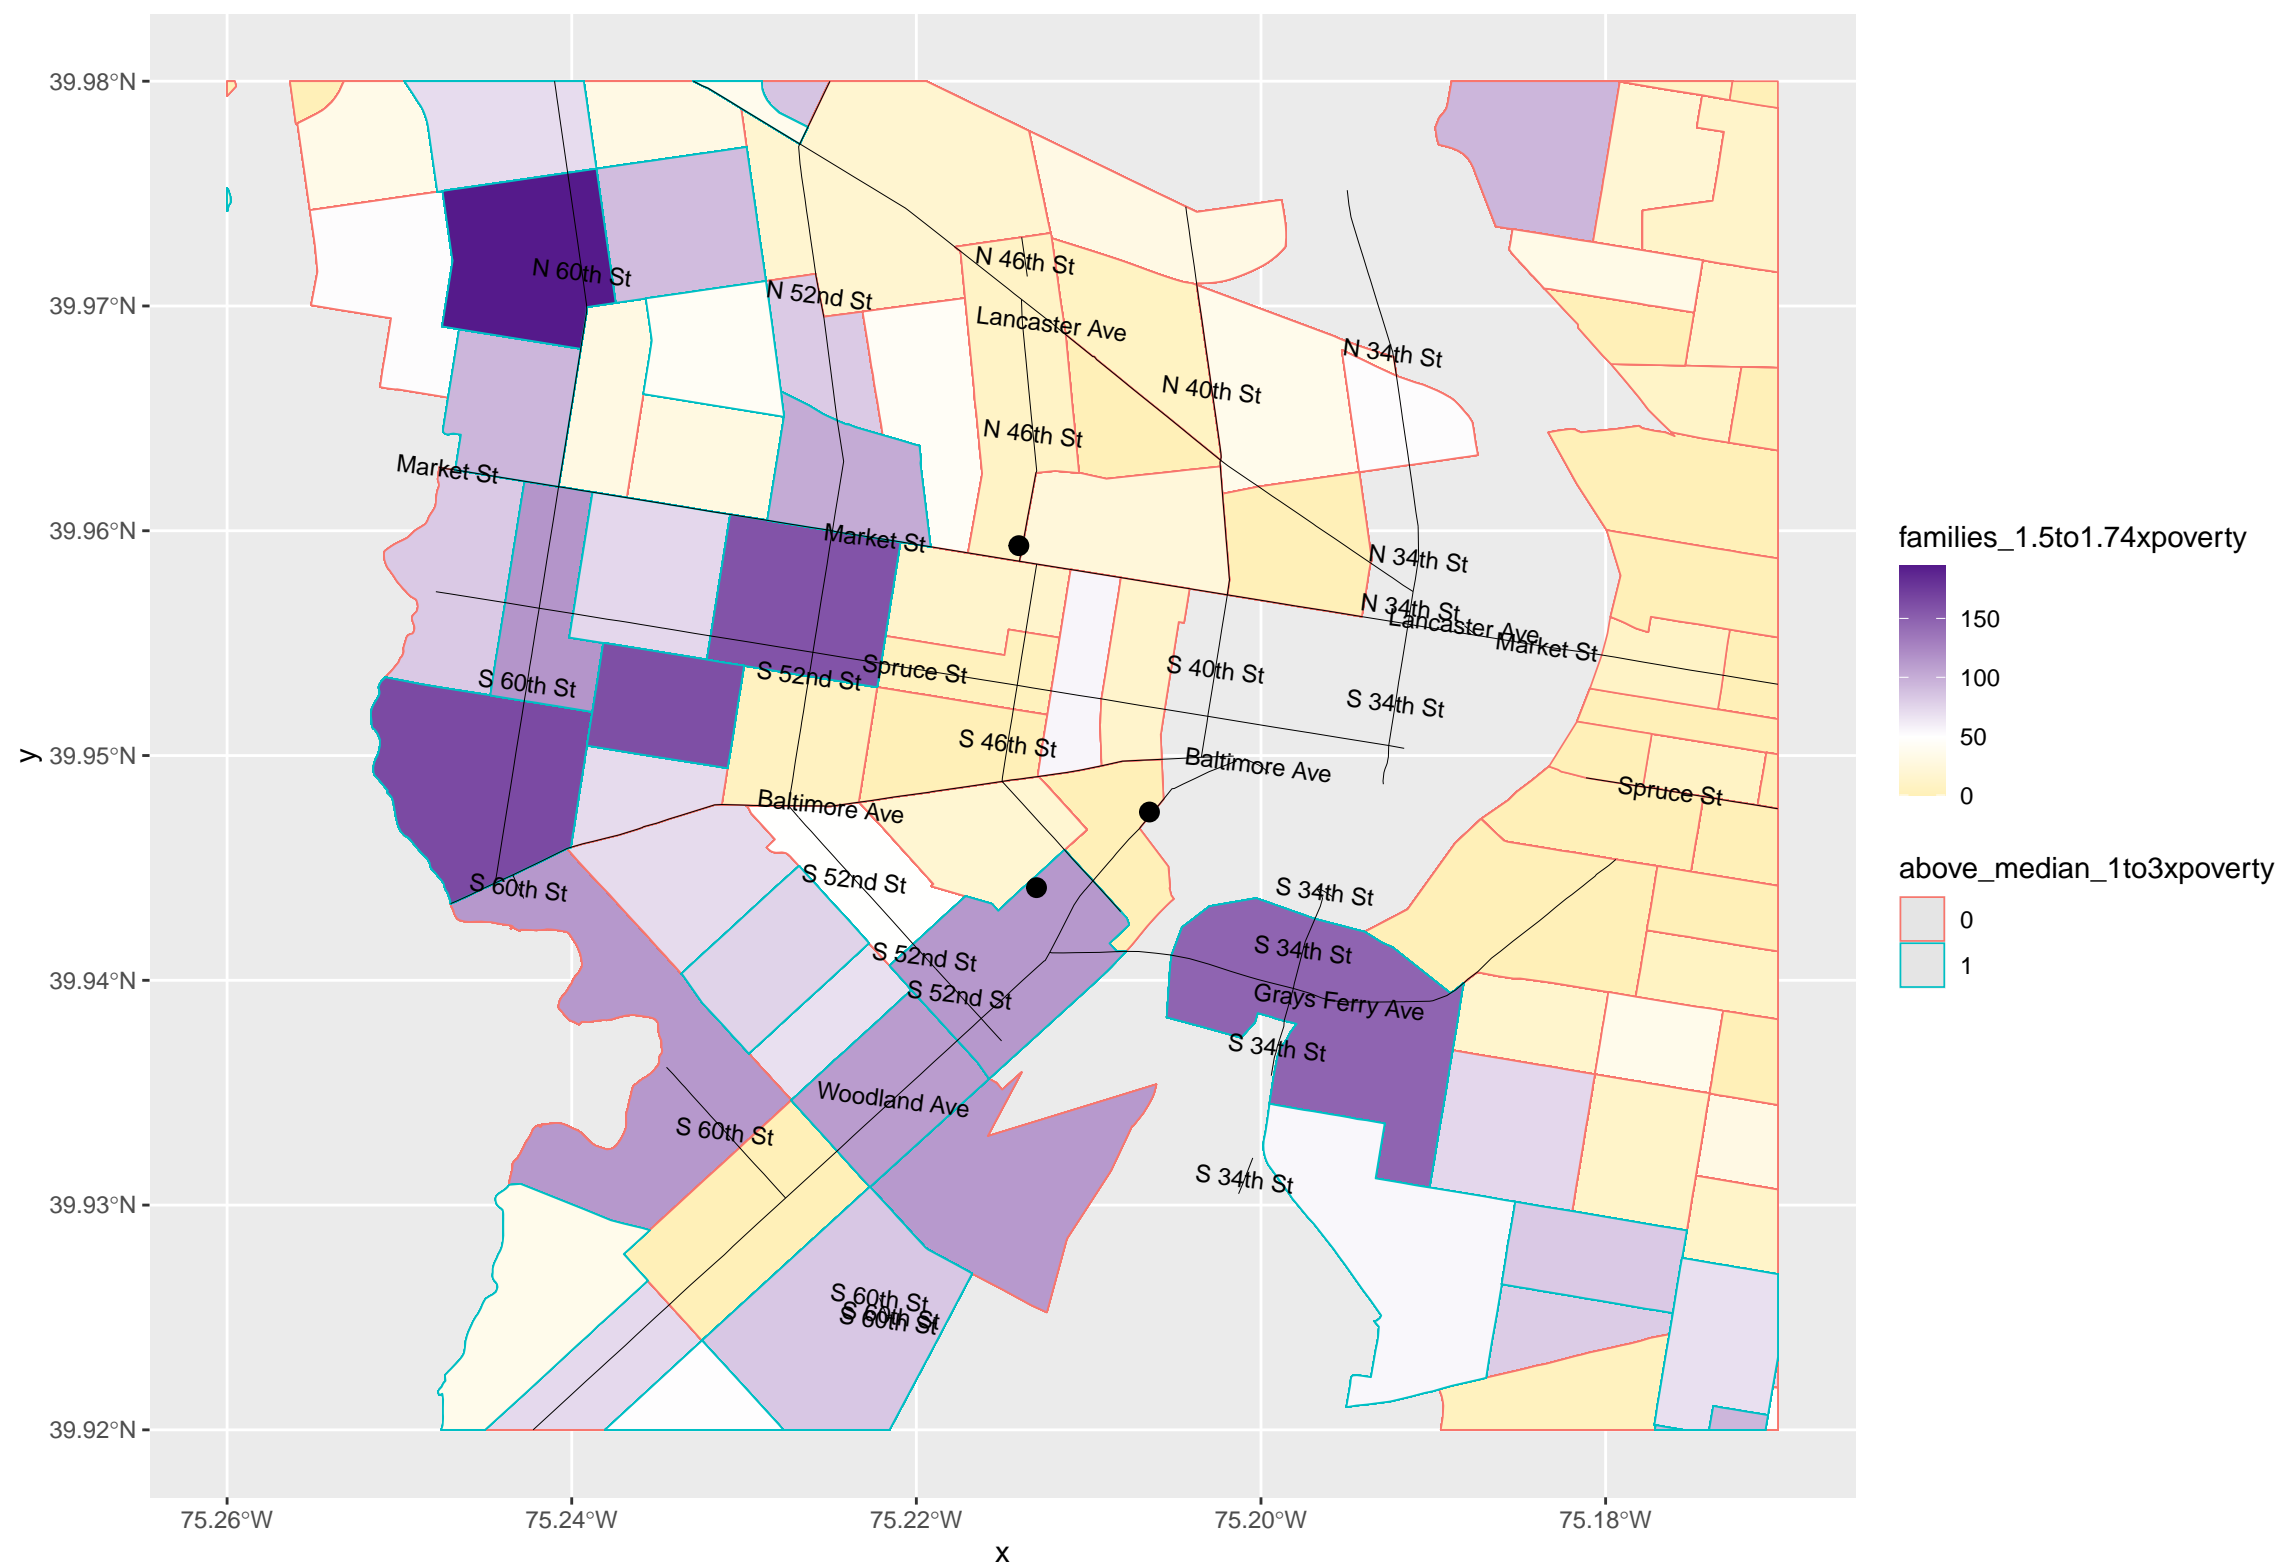 39.98°N
N 46th St
N 60th St
N 52nd St
39.97°N
Lancaster Ave
N 34th St
N 40th St
N 46th St
Market St
39.96°N
Market St
N 34th St
N 34th St
Lancaster Ave
Market St
Spruce St
S 40th St
S 52nd St
S 60th St
S 34th St
S 46th St
39.95°N
Baltimore Ave
Spruce St
Baltimore Ave
S 52nd St
S 60th St
S 34th St
S 34th St
S 52nd St
39.94°N
S 52nd St
Grays Ferry Ave
S 34th St
Woodland Ave
S 60th St
S 34th St
39.93°N
S 60th St
S 60th St
S 60th St
39.92°N
75.26°W
75.24°W
75.22°W
75.20°W
75.18°W
x
y
families_1.5to1.74xpoverty
150
100
50
0
above_median_1to3xpoverty
0
1